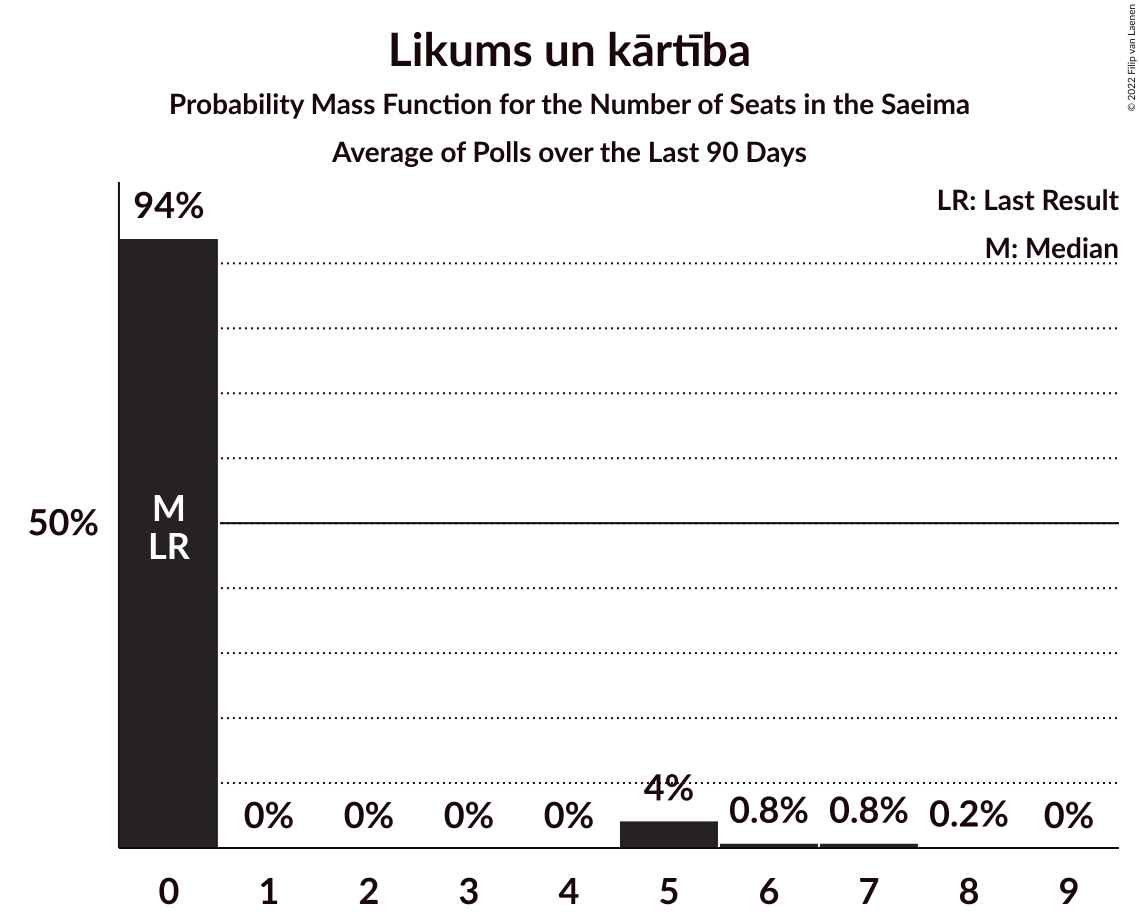 Likums un kārtība
Probability Mass Function for the Number of Seats in the Saeima
Average of Polls over the Last 90 Days
© 2022 Filip van Laenen
LR: Last Result
M: Median
94%
M
LR
50%
0% 0% 0% 0% 4% 0.8% 0.8% 0.2% 0%
0 1 2 3 4 5 6 7 8 9